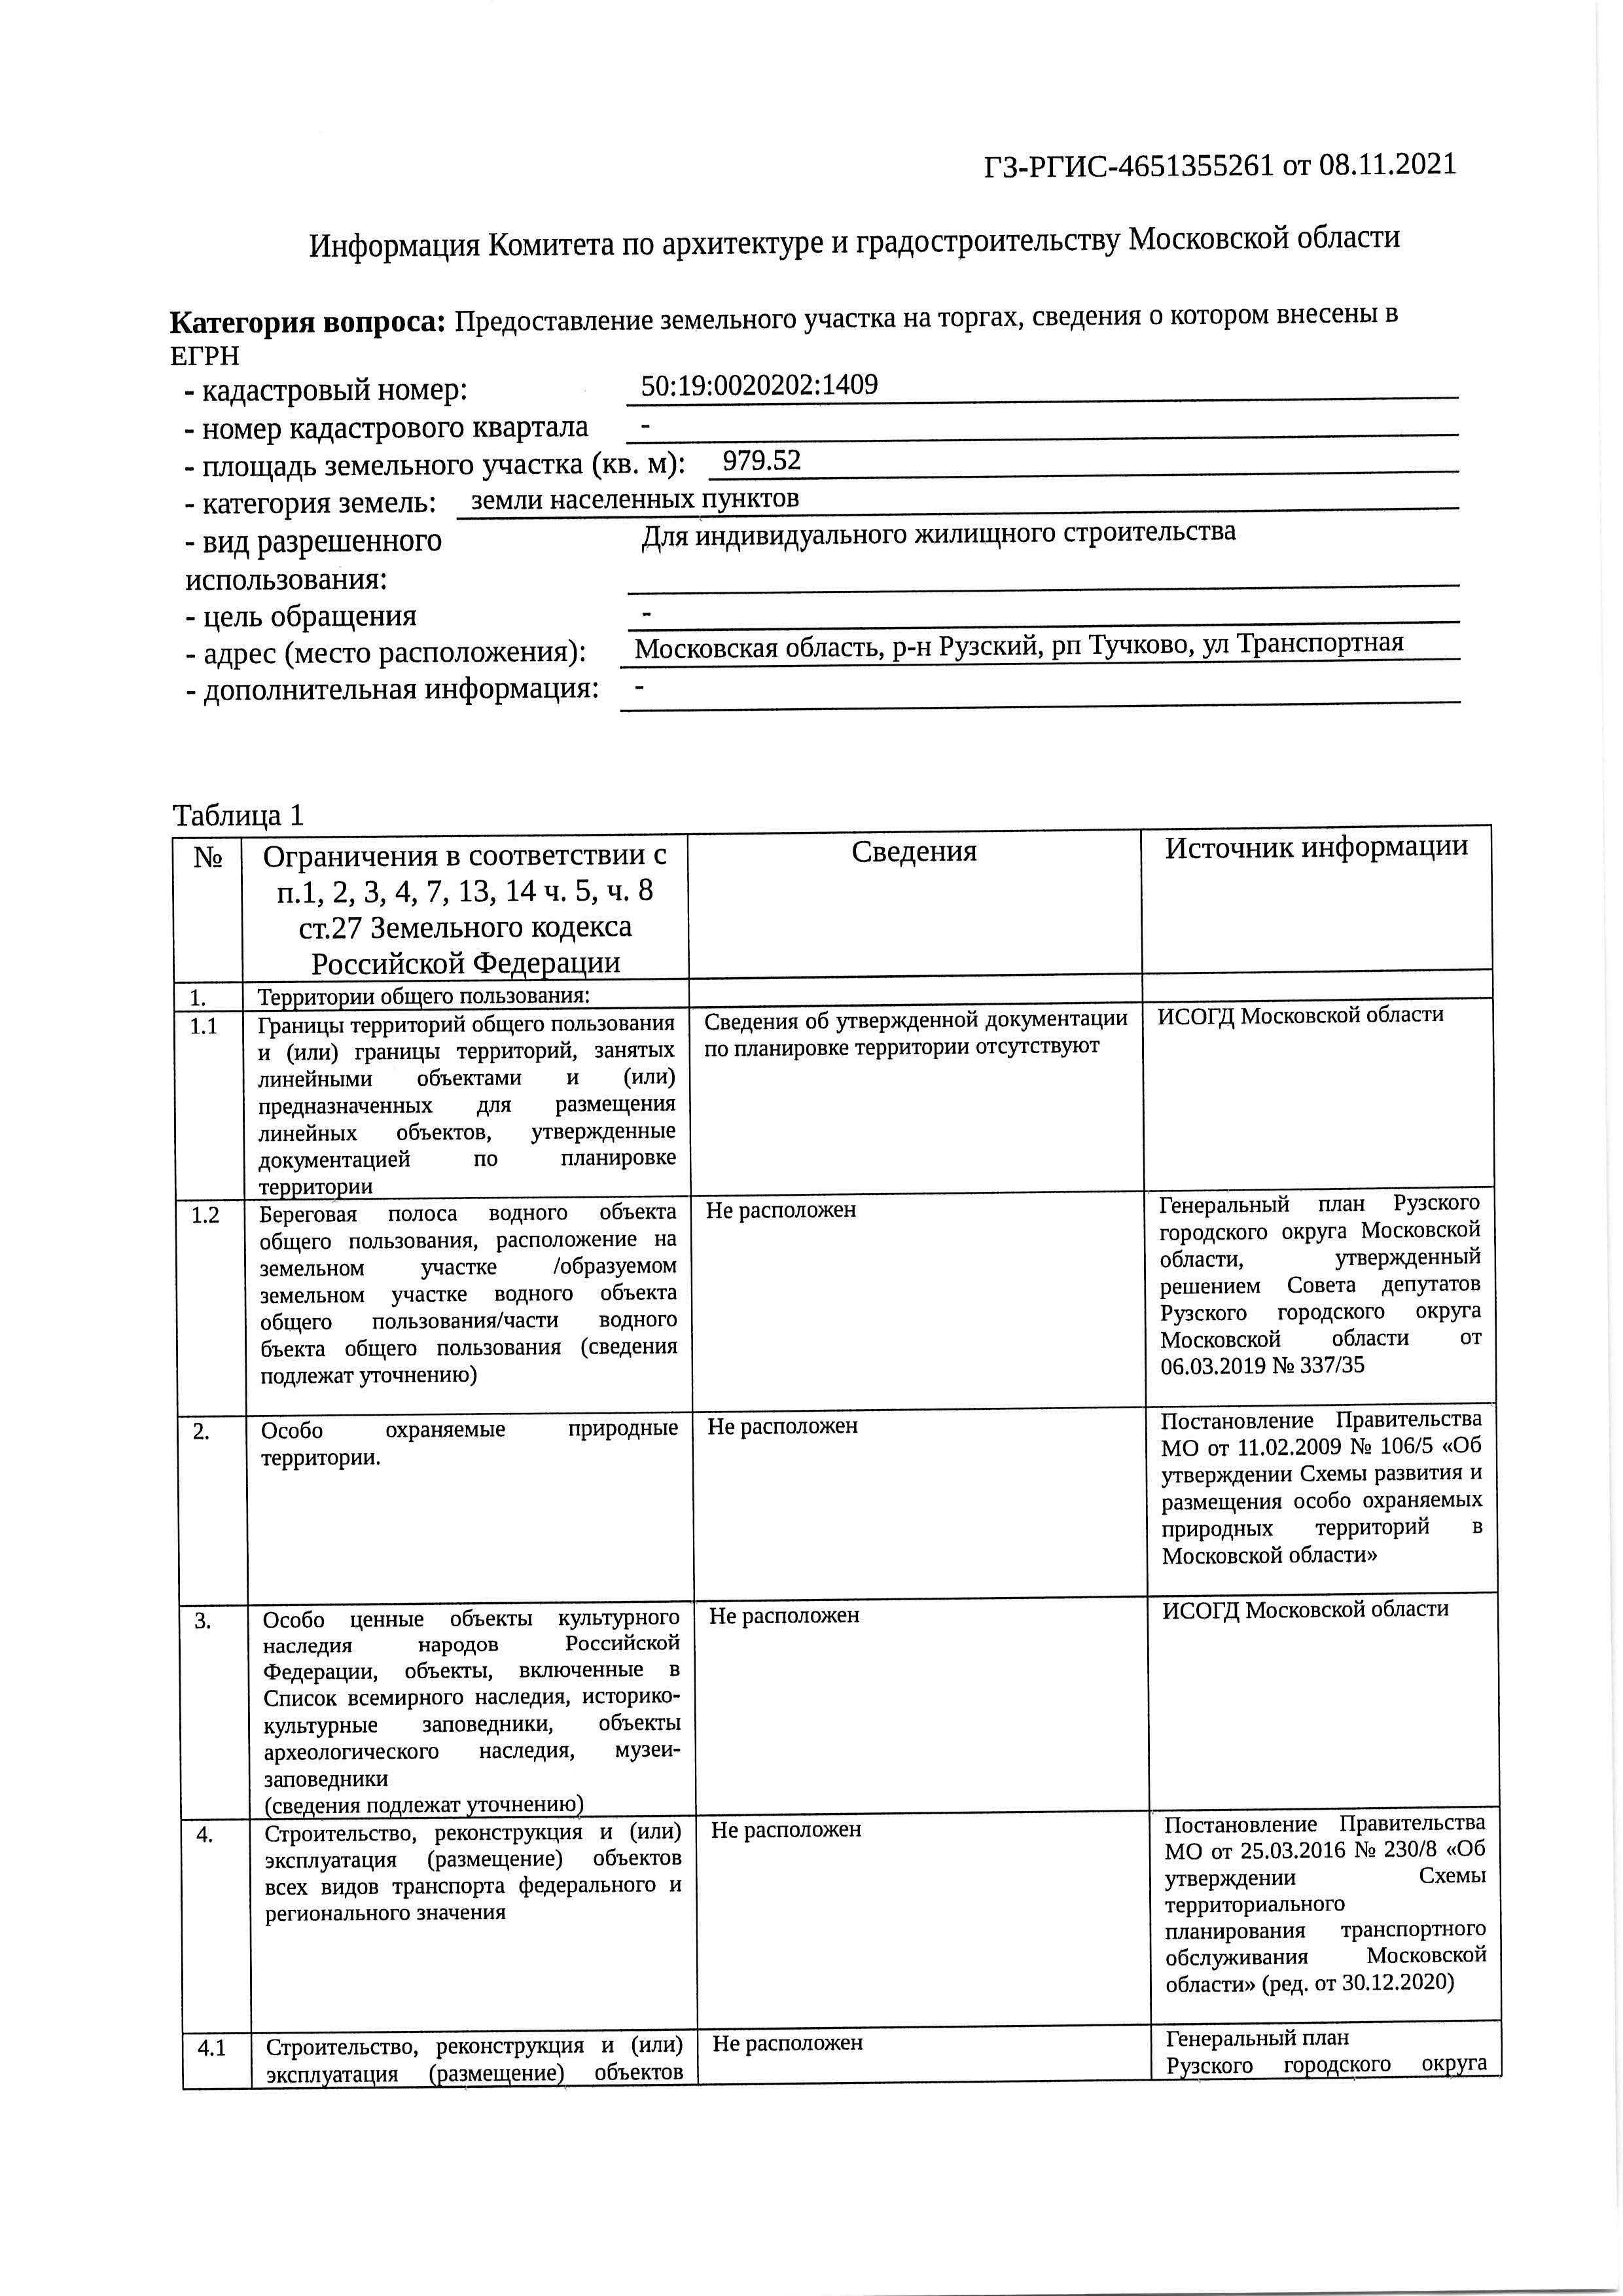 ГЗ-РГИС-4651355261 от 08.11.2021
Информация Комитета по архитектуре и градостроительству Московской области
Категория вопроса: Предоставление земельного участка на торгах, сведения о котором внесены в
ЕГРН
- кадастровый номер: 50:19:0020202:1409
- номер кадастрового квартала -
- площадь земельного участка (кв. м): 979.52
- категория земель: земли населенных пунктов
- вид разрешенного Для индивидуального жилищного строительства
использования:
- цель обращения -
- адрес (место расположения): Московская область, р-н Рузский, рп Тучково, ул Транспортная
- дополнительная информация: -
Таблица 1
№
Ограничения в соответствии с
п.1, 2, 3, 4, 7, 13, 14 ч. 5, ч. 8
ст.27 Земельного кодекса
Российской Федерации
Сведения
Источник информации
1.
Территории общего пользования:
1.1
Границы территорий общего пользования
и (или) границы территорий, занятых
линейными объектами и (или)
предназначенных для размещения
линейных объектов, утвержденные
документацией по планировке
территории
Сведения об утвержденной документации
по планировке территории отсутствуют
ИСОГД Московской области
1.2
Береговая полоса водного объекта
общего пользования, расположение на
земельном участке /образуемом
земельном участке водного объекта
общего пользования/части водного
бъекта общего пользования (сведения
подлежат уточнению)
Не расположен
Генеральный план Рузского
городского округа Московской
области, утвержденный
решением Совета депутатов
Рузского городского округа
Московской области от
06.03.2019 № 337/35
2.
Особо охраняемые природные
территории.
Не расположен
Постановление Правительства
МО от 11.02.2009 № 106/5 «Об
утверждении Схемы развития и
размещения особо охраняемых
природных территорий в
Московской области»
3.
Особо ценные объекты культурного
наследия народов Российской
Федерации, объекты, включенные в
Список всемирного наследия, историко-
культурные заповедники, объекты
археологического наследия, музеи-
заповедники
(сведения подлежат уточнению)
Не расположен
ИСОГД Московской области
4.
Строительство, реконструкция и (или)
эксплуатация (размещение) объектов
всех видов транспорта федерального и
регионального значения
Не расположен
Постановление Правительства
МО от 25.03.2016 № 230/8 «Об
утверждении Схемы
территориального
планирования транспортного
обслуживания Московской
области» (ред. от 30.12.2020)
4.1
Строительство, реконструкция и (или)
эксплуатация (размещение) объектов
Не расположен
Генеральный план
Рузского городского округа